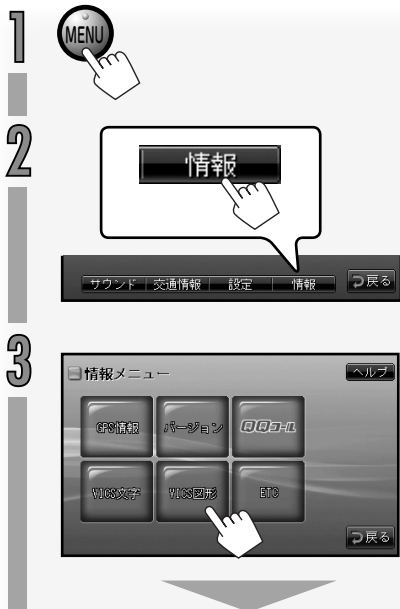 1
MENU
2
情報
サウンド 交通情報 設定 情報 戻る
3
情報メニュー ヘルプ
GPS情報 バージョン QQコール
VICS文字 VICS図形 ETC
戻る